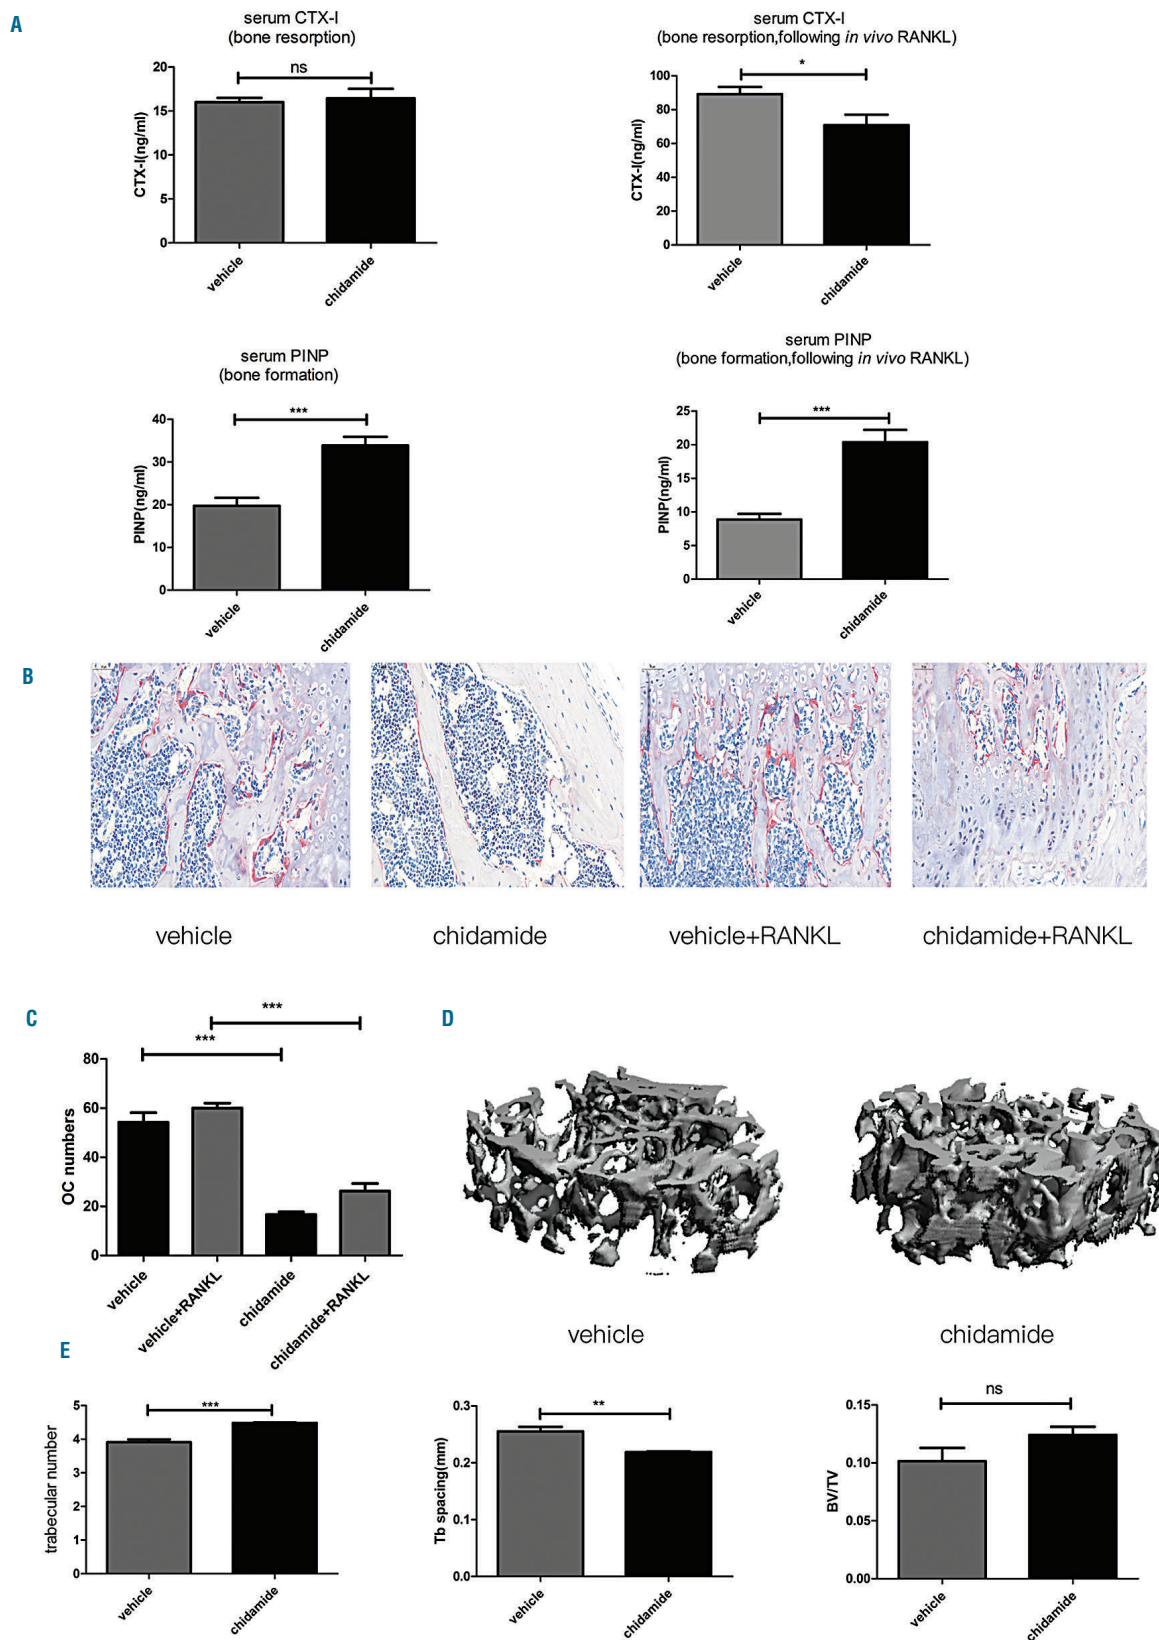 A
serum CTX-I
(bone resorption)
ns
20
15
10
5
0
CTX-I(ng/ml)
vehicle
chidamide
serum CTX-I
(bone resorption,following in vivo RANKL)
*
100
80
60
40
20
0
CTX-I(ng/ml)
vehicle
chidamide
serum PINP
(bone formation)
***
40
30
20
10
0
PINP(ng/ml)
vehicle
chidamide
serum PINP
(bone formation,following in vivo RANKL)
***
25
20
15
10
5
0
PINP(ng/ml)
vehicle
chidamide
B
vehicle
chidamide
vehicle+RANKL
chidamide+RANKL
C
***
***
80
60
40
20
0
OC numbers
vehicle
vehicle+RANKL
chidamide
chidamide+RANKL
D
vehicle
chidamide
E
***
5
4
3
2
1
0
trabecular number
vehicle
chidamide
**
0.3
0.2
0.1
0.0
Tb spacing(mm)
vehicle
chidamide
ns
0.15
0.10
0.05
0.00
BV/TV
vehicle
chidamide